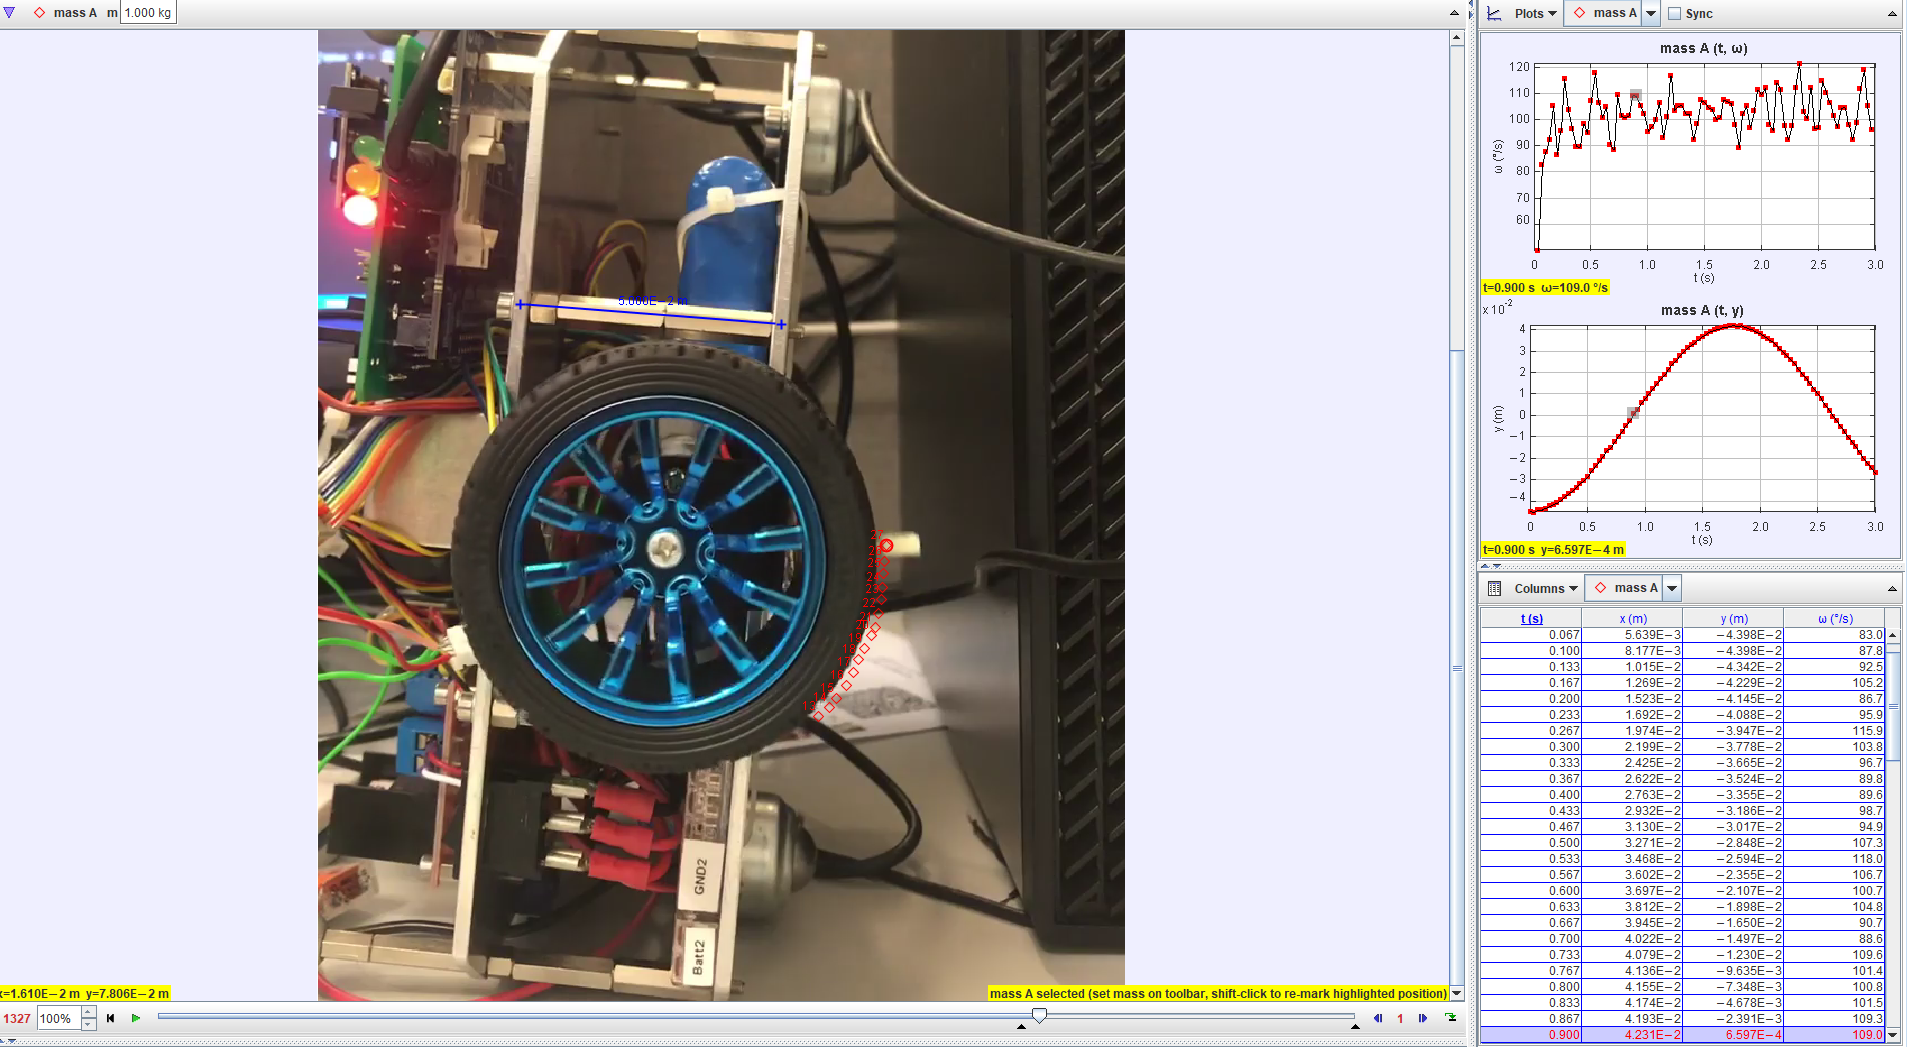 mass A m 1.000 kg
Plots mass A Sync
mass A (t, ω)
120
110
100
90
80
70
60
ω (°/s)
0 0.5 1.0 1.5 2.0 2.5 3.0
t (s)
t=0.900 s ω=109.0 °/s
x 10-2
mass A (t, y)
4
3
2
1
0
−1
−2
−3
−4
y (m)
0 0.5 1.0 1.5 2.0 2.5 3.0
t (s)
t=0.900 s y=6.597E−4 m
Columns mass A
t (s) x (m) y (m) ω (°/s)
0.067 5.639E−3 −4.398E−2 83.0
0.100 8.177E−3 −4.398E−2 87.8
0.133 1.015E−2 −4.342E−2 92.5
0.167 1.269E−2 −4.229E−2 105.2
0.200 1.523E−2 −4.145E−2 86.7
0.233 1.692E−2 −4.088E−2 95.9
0.267 1.974E−2 −3.947E−2 115.9
0.300 2.199E−2 −3.778E−2 103.8
0.333 2.425E−2 −3.665E−2 96.7
0.367 2.622E−2 −3.524E−2 89.8
0.400 2.763E−2 −3.355E−2 89.6
0.433 2.932E−2 −3.186E−2 98.7
0.467 3.130E−2 −3.017E−2 94.9
0.500 3.271E−2 −2.848E−2 107.3
0.533 3.468E−2 −2.594E−2 118.0
0.567 3.602E−2 −2.355E−2 106.7
0.600 3.697E−2 −2.107E−2 100.7
0.633 3.812E−2 −1.898E−2 104.8
0.667 3.945E−2 −1.650E−2 90.7
0.700 4.022E−2 −1.497E−2 88.6
0.733 4.079E−2 −1.230E−2 109.6
0.767 4.136E−2 −9.635E−3 101.4
0.800 4.155E−2 −7.348E−3 100.8
0.833 4.174E−2 −4.678E−3 101.5
0.867 4.193E−2 −2.391E−3 109.3
0.900 4.231E−2 6.597E−4 109.0
5.000E−2 m
27
26
25
24
23
22
21
19
18
17
16
15
14
13
GND2
Batt2
x=1.610E−2 m y=7.806E−2 m
mass A selected (set mass on toolbar, shift-click to re-mark highlighted position)
1327 100% 1